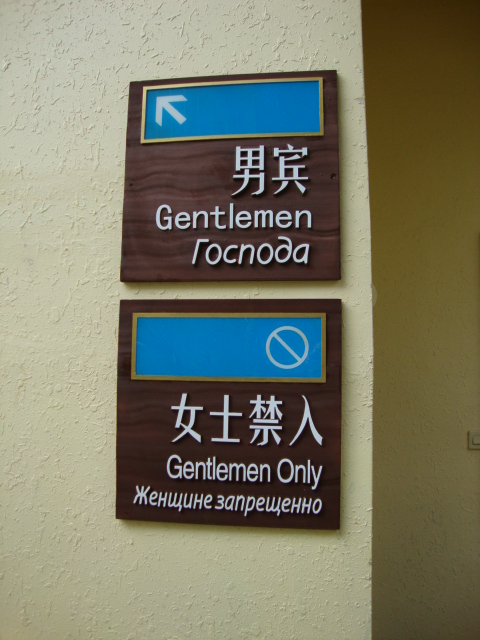 男宾
Gentlemen
Господа
女士禁入
Gentlemen Only
Женщине запрещенно